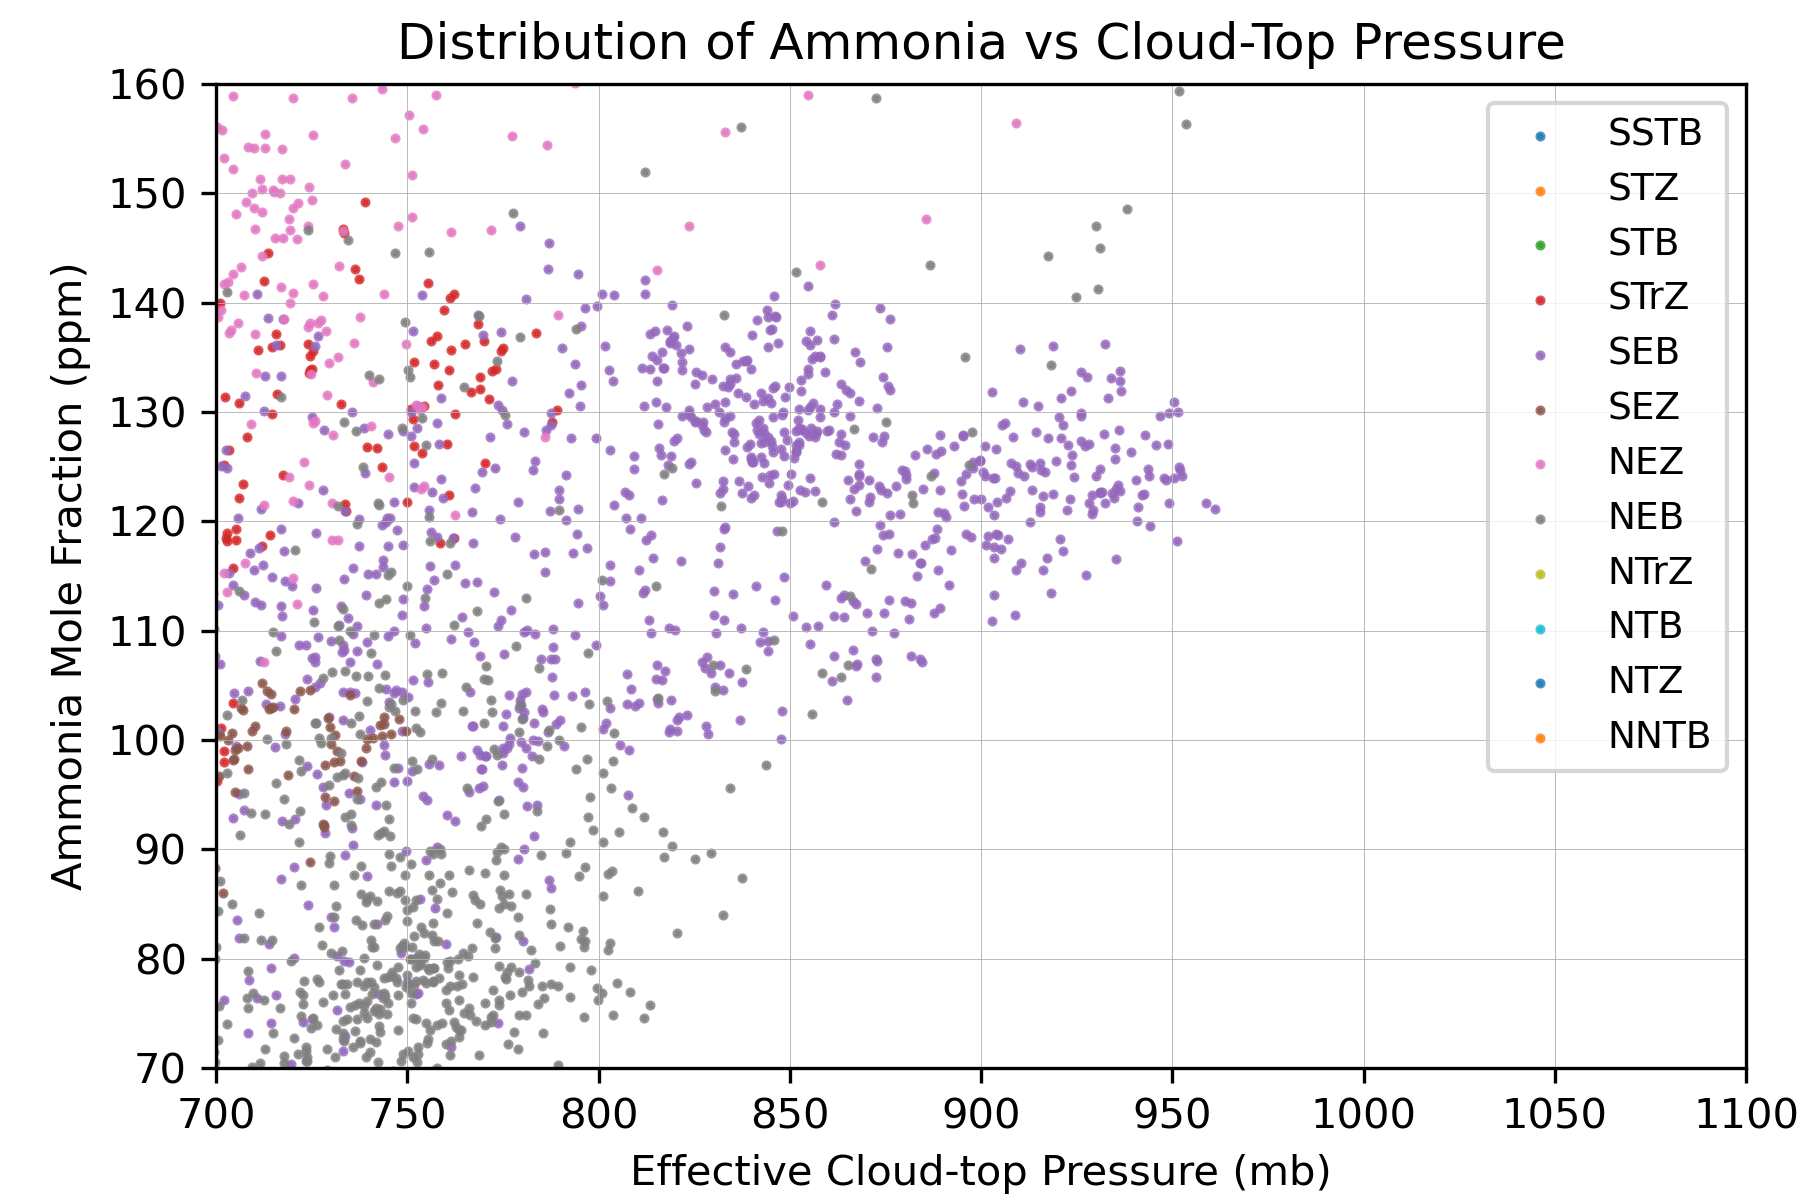 Distribution of Ammonia vs Cloud-Top Pressure
Ammonia Mole Fraction (ppm)
160
150
140
130
120
110
100
90
80
70
SSTB
STZ
STB
STrZ
SEB
SEZ
NEZ
NEB
NTrZ
NTB
NTZ
NNTB
700 750 800 850 900 950 1000 1050 1100
Effective Cloud-top Pressure (mb)